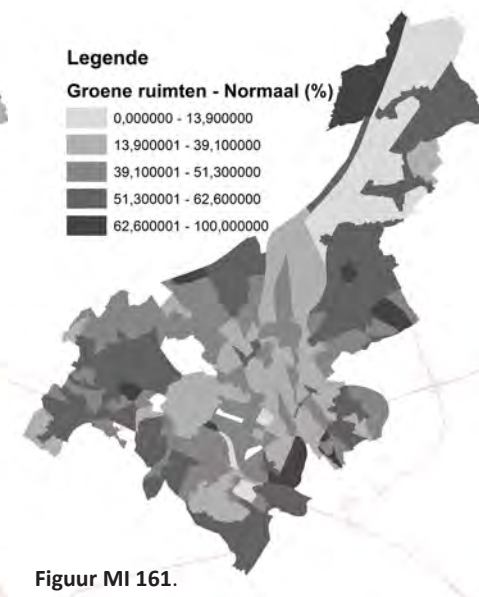 Legende
Groene ruimten - Normaal (%)
0,000000 - 13,900000
13,900001 - 39,100000
39,100001 - 51,300000
51,300001 - 62,600000
62,600001 - 100,000000
Figuur MI 161.